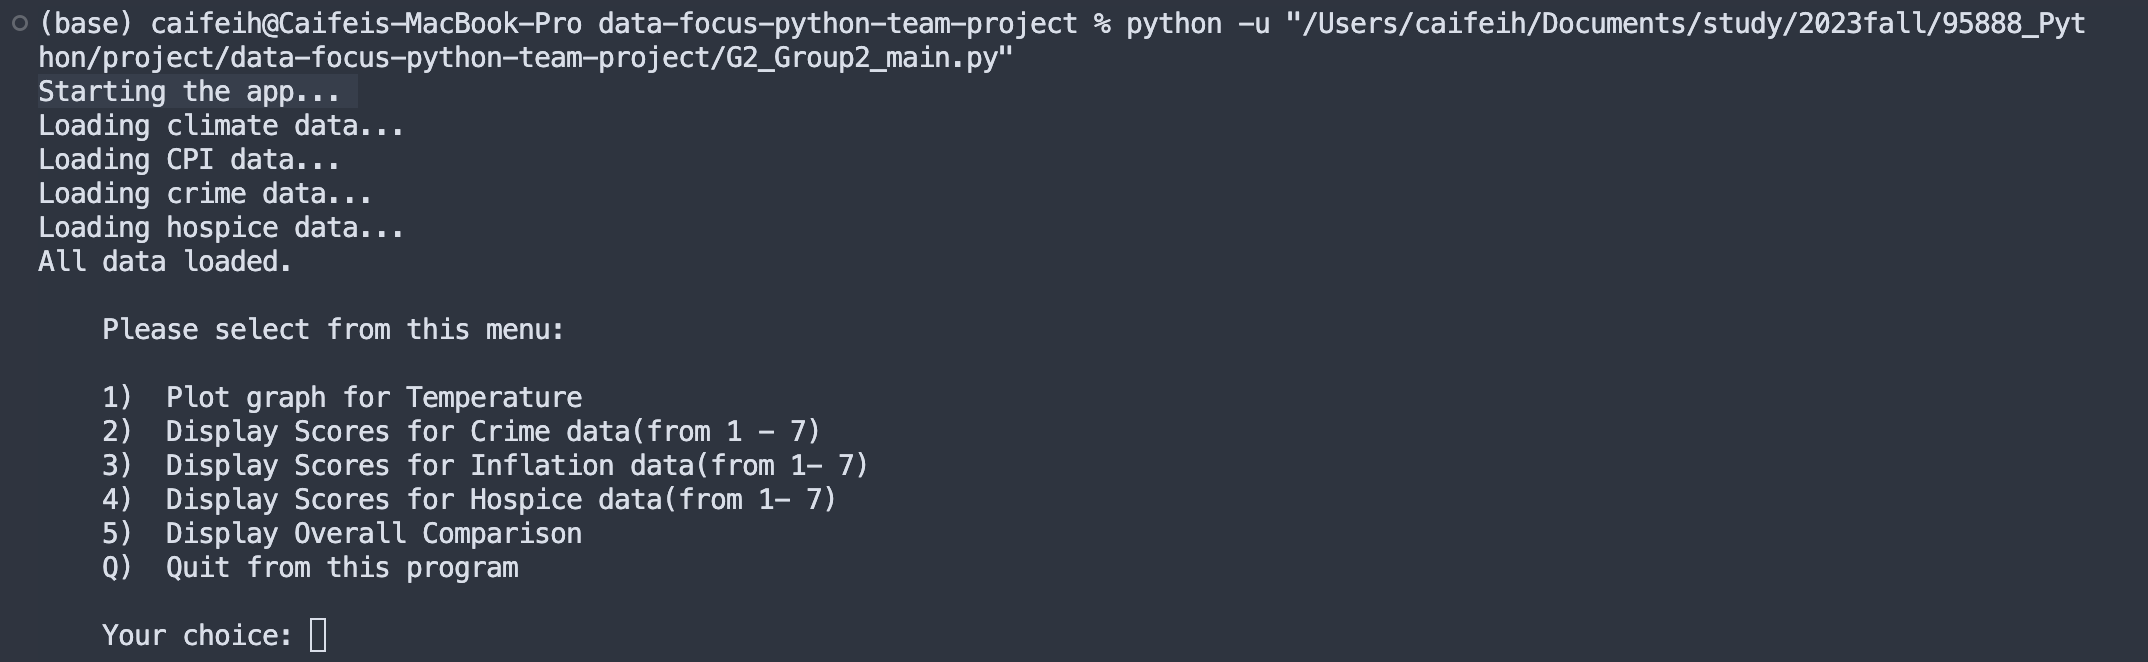 (base) caifeih@Caifeis-MacBook-Pro data-focus-python-team-project % python -u "/Users/caifeih/Documents/study/2023fall/95888_Pyt
hon/project/data-focus-python-team-project/G2_Group2_main.py"
Starting the app...
Loading climate data...
Loading CPI data...
Loading crime data...
Loading hospice data...
All data loaded.
Please select from this menu:
1)  Plot graph for Temperature
2)  Display Scores for Crime data(from 1 - 7)
3)  Display Scores for Inflation data(from 1- 7)
4)  Display Scores for Hospice data(from 1- 7)
5)  Display Overall Comparison
Q)  Quit from this program
Your choice: